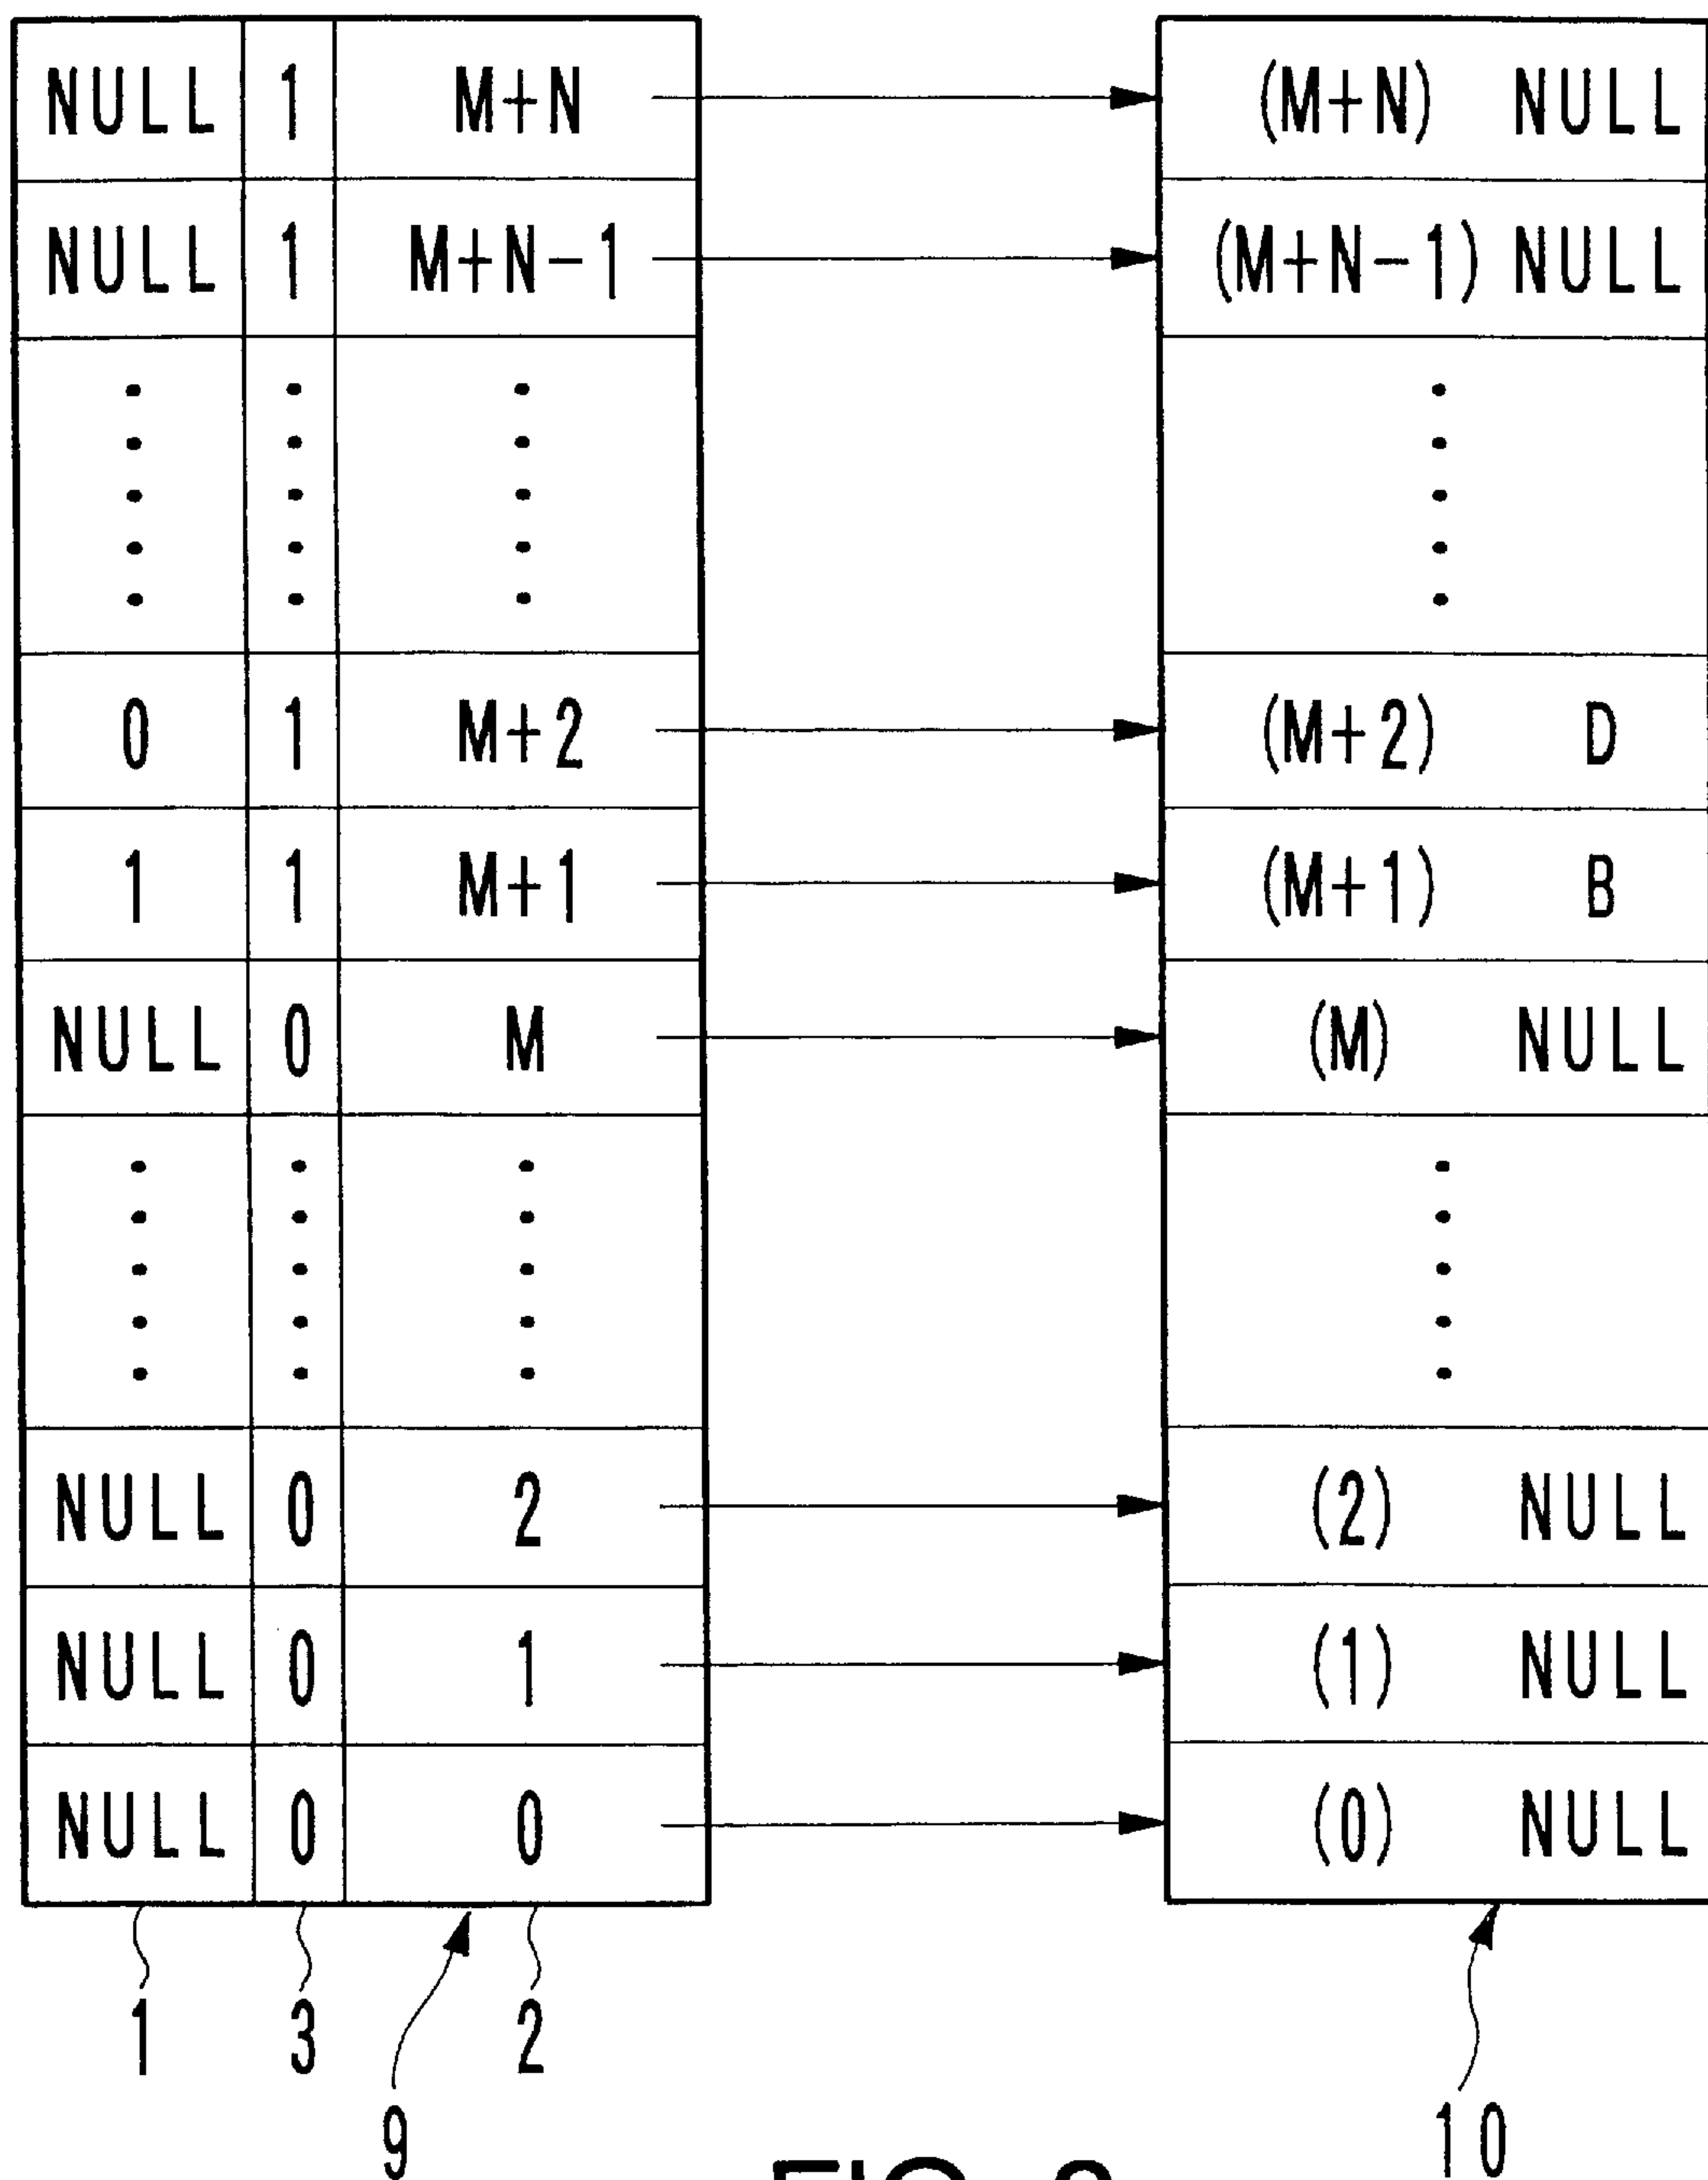 NULL 1 M+N (M+N) NULL
NULL 1 M+N-1 (M+N-1) NULL
0 1 M+2 (M+2) D
1 1 M+1 (M+1) B
NULL 0 M (M) NULL
NULL 0 2 (2) NULL
NULL 0 1 (1) NULL
NULL 0 0 (0) NULL
1 3 2
9 10
FIG.